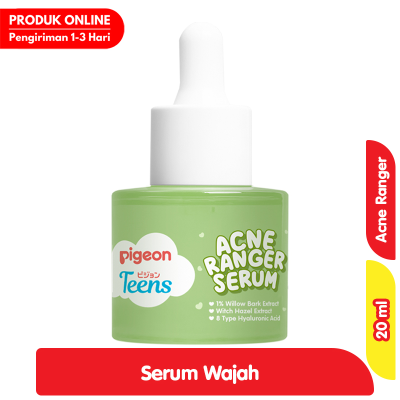 PRODUK ONLINE
Pengiriman 1-3 Hari
pigeon
ピジョン
Teens
ACNE
RANGER
SERUM
1% Willow Bark Extract
Witch Hazel Extract
8 Type Hyaluronic Acid
Acne Ranger
20 ml
Serum Wajah